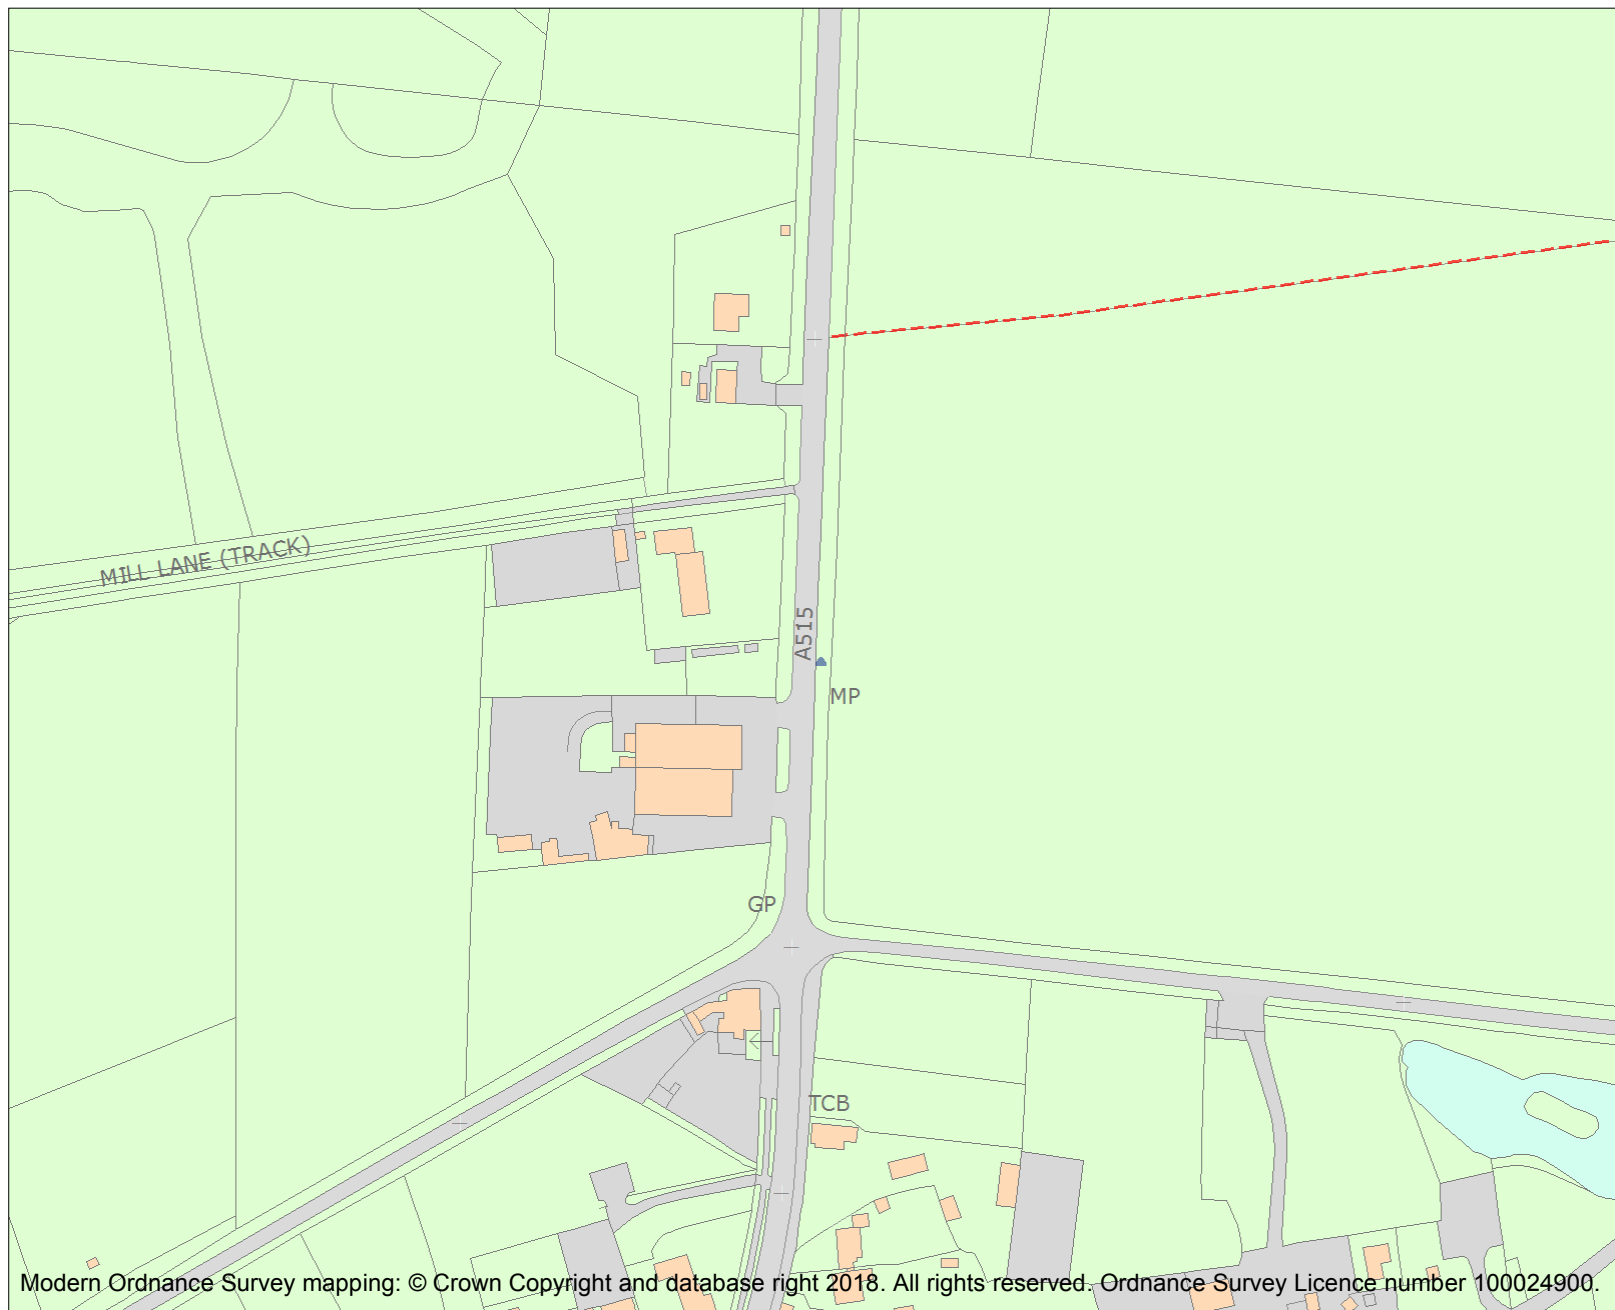 MILL LANE (TRACK)
A515
MP
GP
TCB
Modern Ordnance Survey mapping: © Crown Copyright and database right 2018. All rights reserved. Ordnance Survey Licence number 100024900.